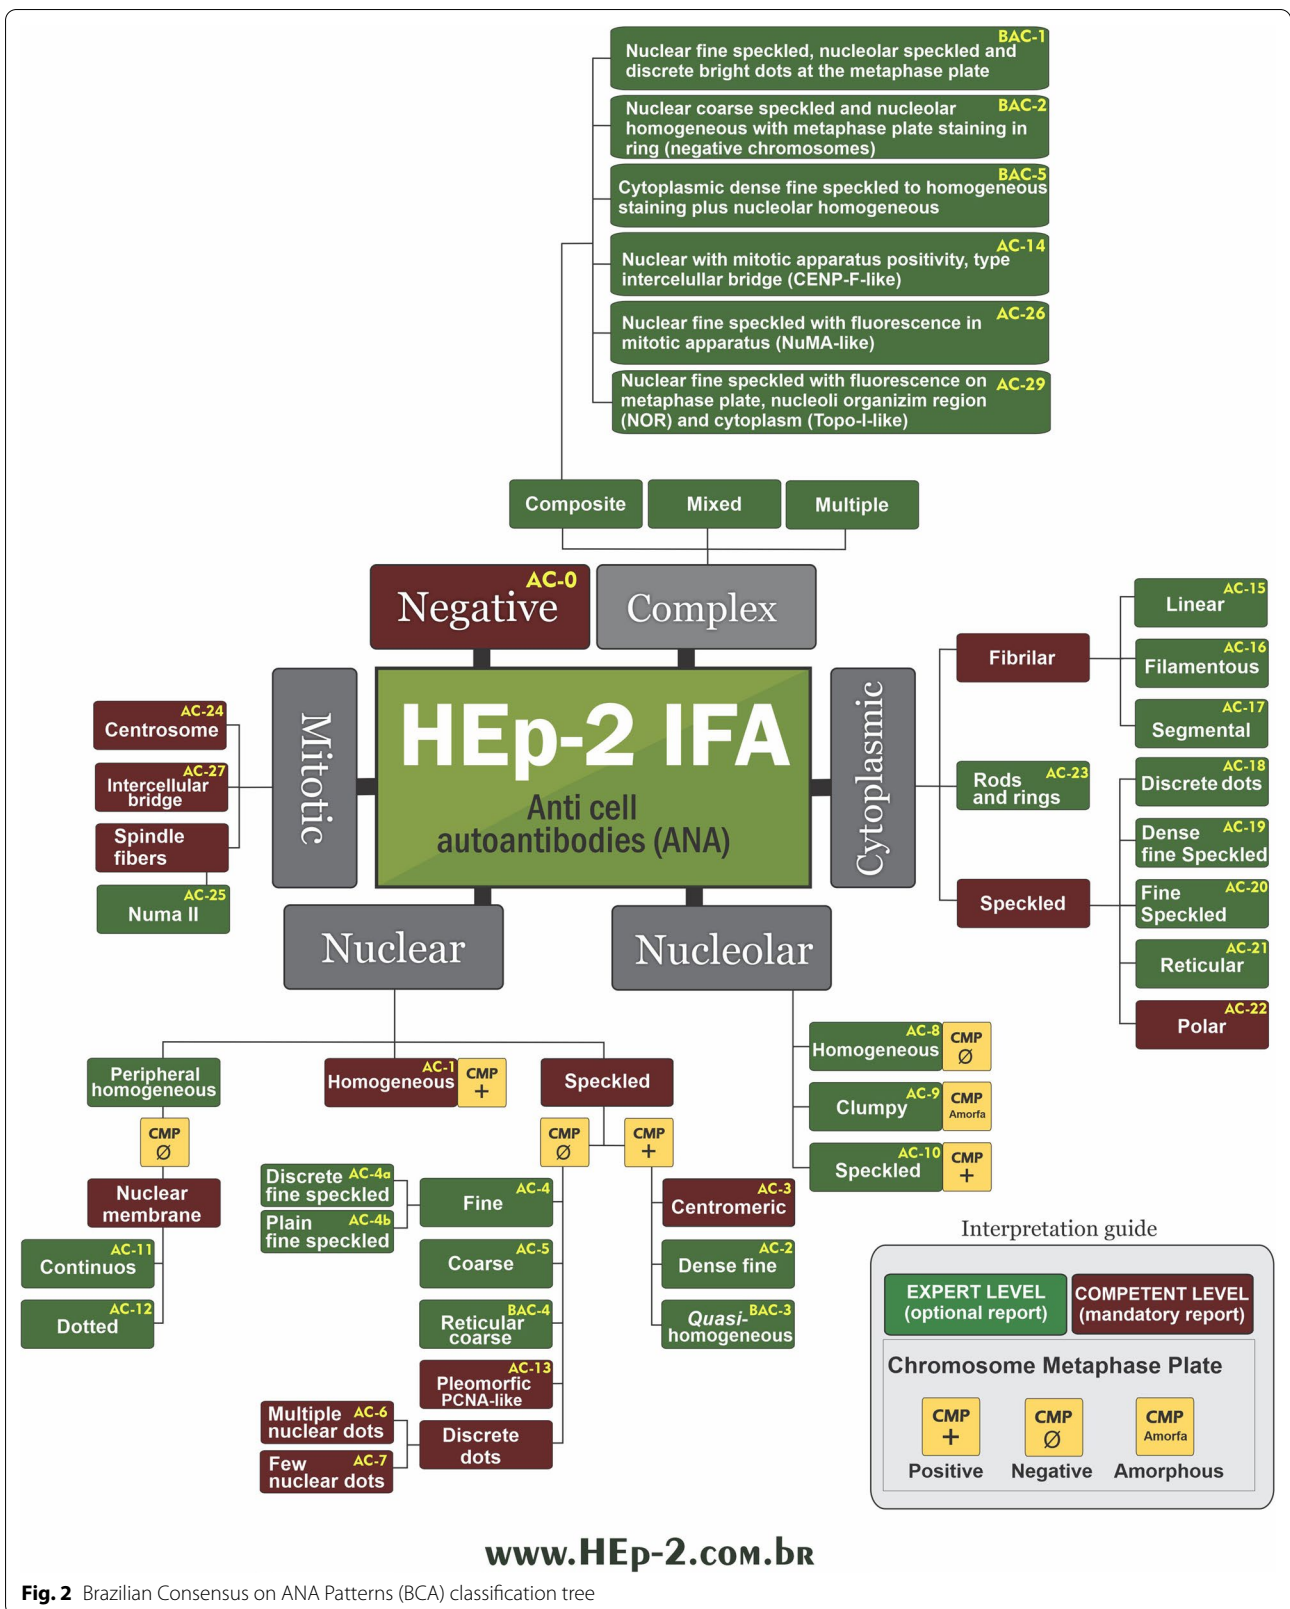 BAC-1
Nuclear fine speckled, nucleolar speckled and
discrete bright dots at the metaphase plate
BAC-2
Nuclear coarse speckled and nucleolar
homogeneous with metaphase plate staining in
ring (negative chromosomes)
BAC-5
Cytoplasmic dense fine speckled to homogeneous
staining plus nucleolar homogeneous
AC-14
Nuclear with mitotic apparatus positivity, type
intercelullar bridge (CENP-F-like)
AC-26
Nuclear fine speckled with fluorescence in
mitotic apparatus (NuMA-like)
AC-29
Nuclear fine speckled with fluorescence on
metaphase plate, nucleoli organizim region
(NOR) and cytoplasm (Topo-I-like)
Composite
Mixed
Multiple
AC-0
Negative
Complex
HEp-2 IFA
Anti cell
autoantibodies (ANA)
Mitotic
AC-24
Centrosome
AC-27
Intercellular
bridge
Spindle
fibers
AC-25
Numa II
Cytoplasmic
Fibrilar
AC-15
Linear
AC-16
Filamentous
AC-17
Segmental
Rods AC-23
and rings
Speckled
AC-18
Discrete dots
AC-19
Dense
fine Speckled
AC-20
Fine
Speckled
AC-21
Reticular
AC-22
Polar
Nuclear
Peripheral
homogeneous
CMP
Ø
Nuclear
membrane
AC-11
Continuos
AC-12
Dotted
AC-1
Homogeneous
CMP
+
Speckled
CMP
Ø
CMP
+
Discrete AC-4a
fine speckled
Plain AC-4b
fine speckled
AC-4
Fine
AC-5
Coarse
BAC-4
Reticular
coarse
AC-13
Pleomorfic
PCNA-like
Discrete
dots
Multiple AC-6
nuclear dots
Few AC-7
nuclear dots
AC-3
Centromeric
AC-2
Dense fine
Quasi- BAC-3
homogeneous
Nucleolar
AC-8
Homogeneous
CMP
Ø
AC-9
Clumpy
CMP
Amorfa
AC-10
Speckled
CMP
+
Interpretation guide
EXPERT LEVEL
(optional report)
COMPETENT LEVEL
(mandatory report)
Chromosome Metaphase Plate
CMP
+
Positive
CMP
Ø
Negative
CMP
Amorfa
Amorphous
www.HEp-2.com.br
Fig. 2 Brazilian Consensus on ANA Patterns (BCA) classification tree